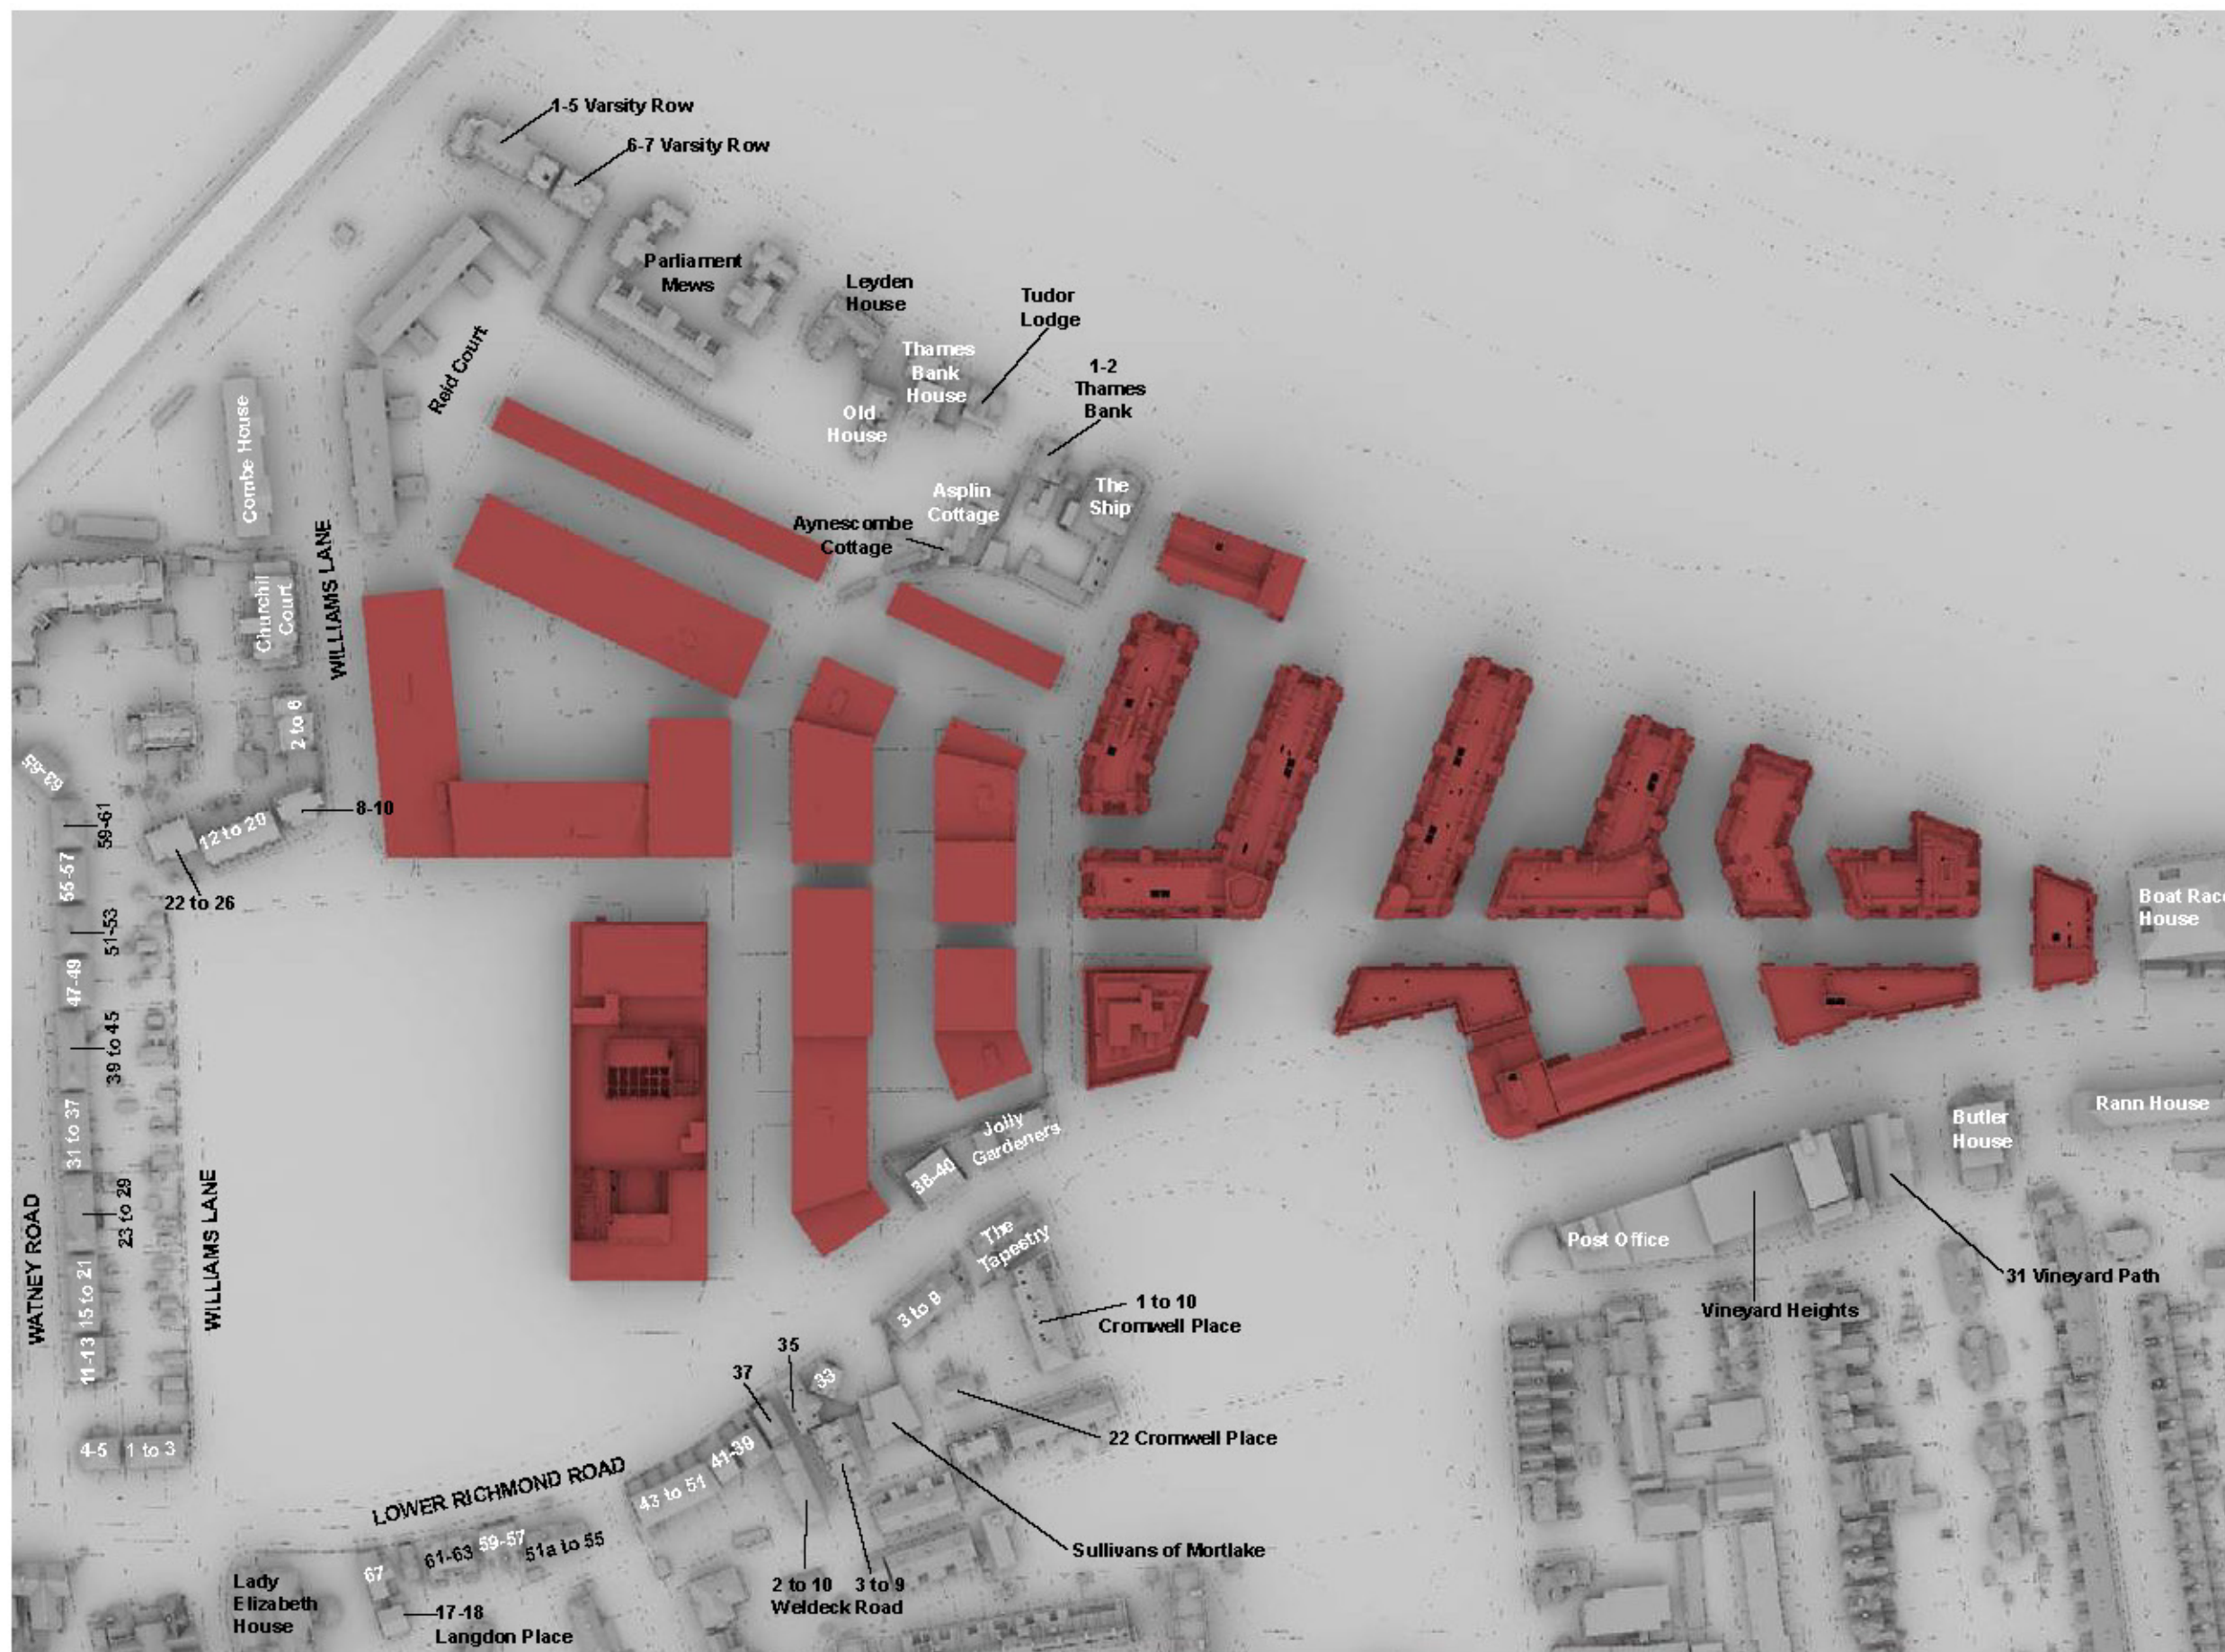 1-5 Varsity Row
6-7 Varsity Row
Parliament
Mews
Leyden
House
Tudor
Lodge
Thames
Bank
House
1-2
Thames
Bank
Reid Court
Old
House
Combe House
Asplin
Cottage
The
Ship
Aynescombe
Cottage
WILLIAMS LANE
Churchil
Court
2 to 6
8-10
12 to 20
22 to 26
59-61
55-57
51-53
47-49
39 to 45
31 to 37
23 to 29
15 to 21
11-13
WATNEY ROAD
WILLIAMS LANE
4-5
1 to 3
Boat Race
House
Rann House
Butler
House
Jolly
Gardeners
38-40
The
Tapestry
Post Office
31 Vineyard Path
Vineyard Heights
3 to 8
1 to 10
Cromwell Place
35
33
37
22 Cromwell Place
41-39
43 to 51
LOWER RICHMOND ROAD
Sullivans of Mortlake
67
61-63
59-57
51a to 55
Lady
Elizabeth
House
17-18
Langdon Place
2 to 10
3 to 9
Weldeck Road